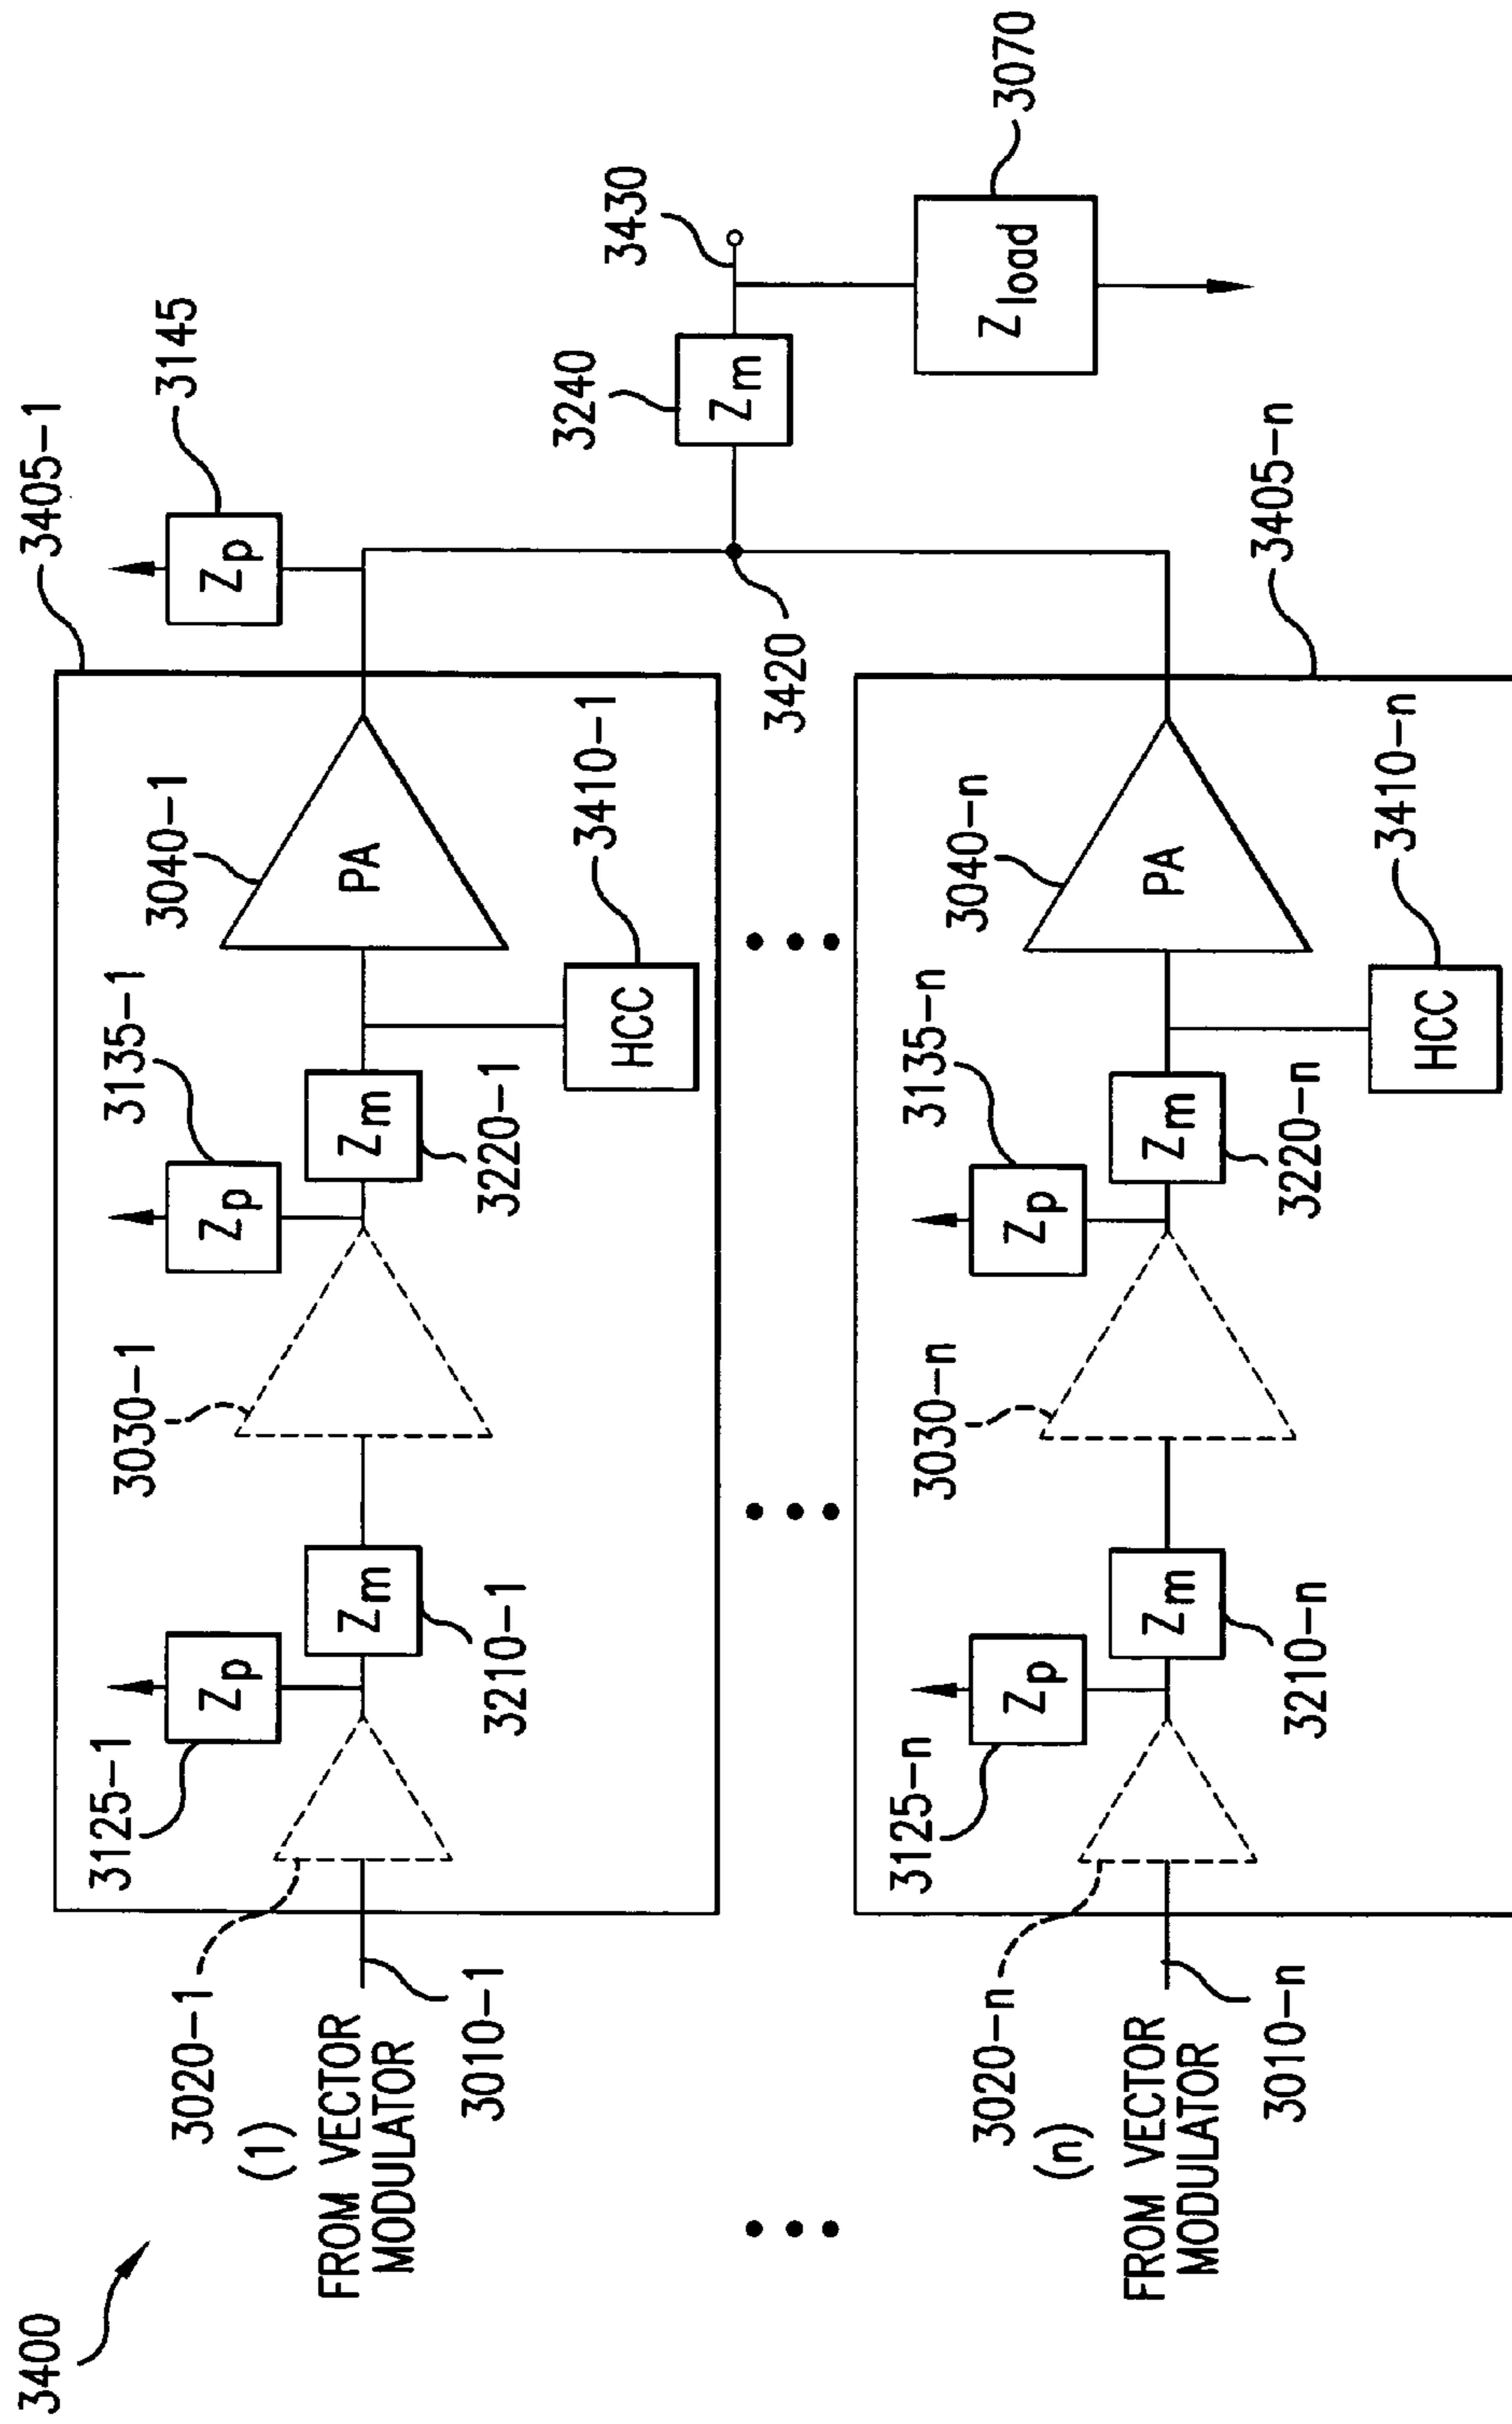 3400
3405-1
3145
3125-1
Zp
3135-1
Zp
3040-1
Zp
3020-1
3030-1
(1)
FROM VECTOR
MODULATOR
Zm
Zm
PA
3010-1
3210-1
3220-1
HCC
3410-1
3240
3430
3070
Zm
Zload
3420
3125-n
Zp
3135-n
Zp
3040-n
3020-n
3030-n
(n)
FROM VECTOR
MODULATOR
Zm
Zm
PA
3010-n
3210-n
3220-n
HCC
3410-n
3405-n